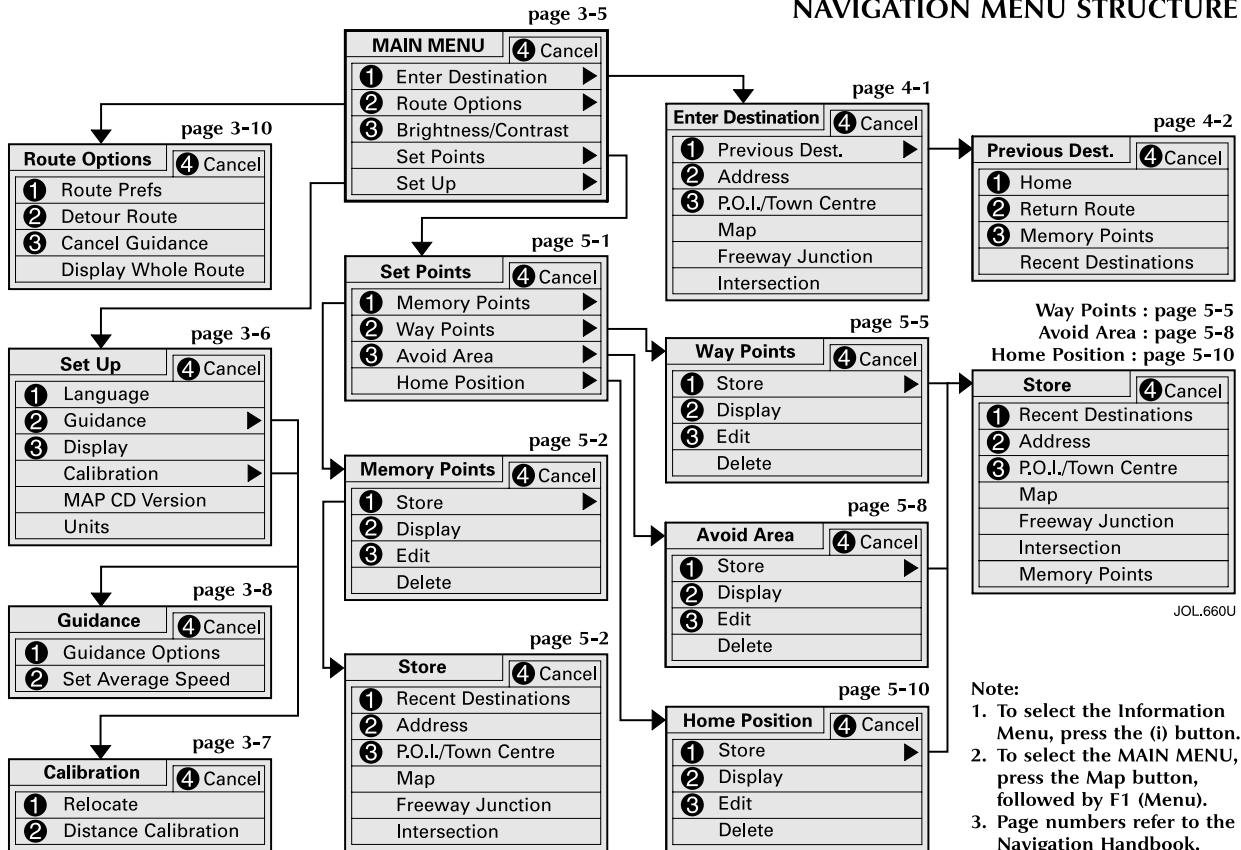 NAVIGATION MENU STRUCTURE
page 3-5
MAIN MENU
4 Cancel
1 Enter Destination
2 Route Options
3 Brightness/Contrast
Set Points
Set Up
page 3-10
Route Options
4 Cancel
1 Route Prefs
2 Detour Route
3 Cancel Guidance
Display Whole Route
page 4-1
Enter Destination
4 Cancel
1 Previous Dest.
2 Address
3 P.O.I./Town Centre
Map
Freeway Junction
Intersection
page 4-2
Previous Dest.
4 Cancel
1 Home
2 Return Route
3 Memory Points
Recent Destinations
page 5-1
Set Points
4 Cancel
1 Memory Points
2 Way Points
3 Avoid Area
Home Position
page 3-6
Set Up
4 Cancel
1 Language
2 Guidance
3 Display
Calibration
MAP CD Version
Units
page 5-5
Way Points
4 Cancel
1 Store
2 Display
3 Edit
Delete
Way Points : page 5-5
Avoid Area : page 5-8
Home Position : page 5-10
Store
4 Cancel
1 Recent Destinations
2 Address
3 P.O.I./Town Centre
Map
Freeway Junction
Intersection
Memory Points
JOL.660U
page 5-2
Memory Points
4 Cancel
1 Store
2 Display
3 Edit
Delete
page 5-8
Avoid Area
4 Cancel
1 Store
2 Display
3 Edit
Delete
page 3-8
Guidance
4 Cancel
1 Guidance Options
2 Set Average Speed
page 5-2
Store
4 Cancel
1 Recent Destinations
2 Address
3 P.O.I./Town Centre
Map
Freeway Junction
Intersection
page 5-10
Home Position
4 Cancel
1 Store
2 Display
3 Edit
Delete
page 3-7
Calibration
4 Cancel
1 Relocate
2 Distance Calibration
Note:
1. To select the Information
Menu, press the (i) button.
2. To select the MAIN MENU,
press the Map button,
followed by F1 (Menu).
3. Page numbers refer to the
Navigation Handbook.